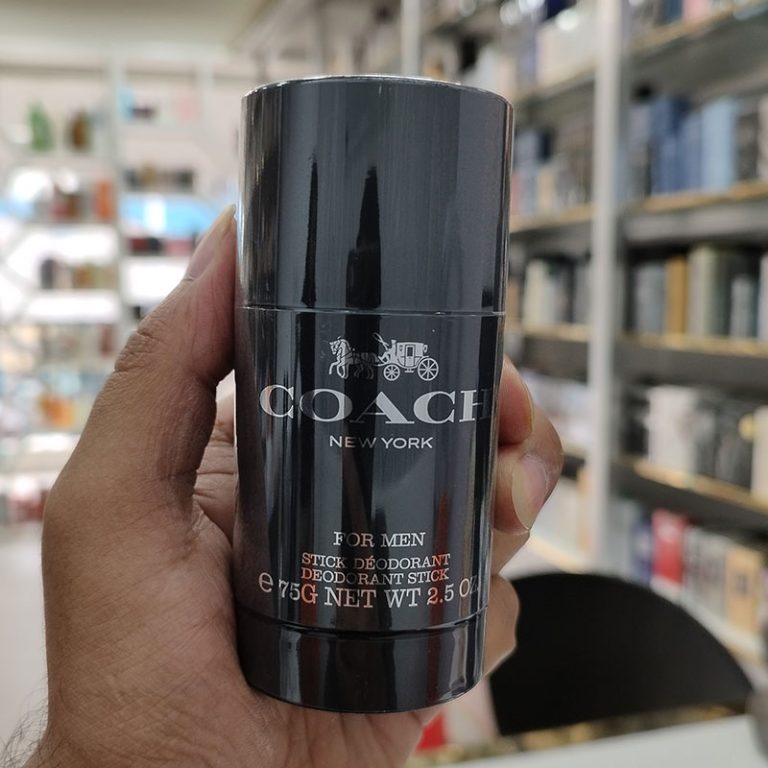 COACH
NEW YORK
FOR MEN
STICK DÉODORANT
DEODORANT STICK
e 75G NET WT 2.5 OZ